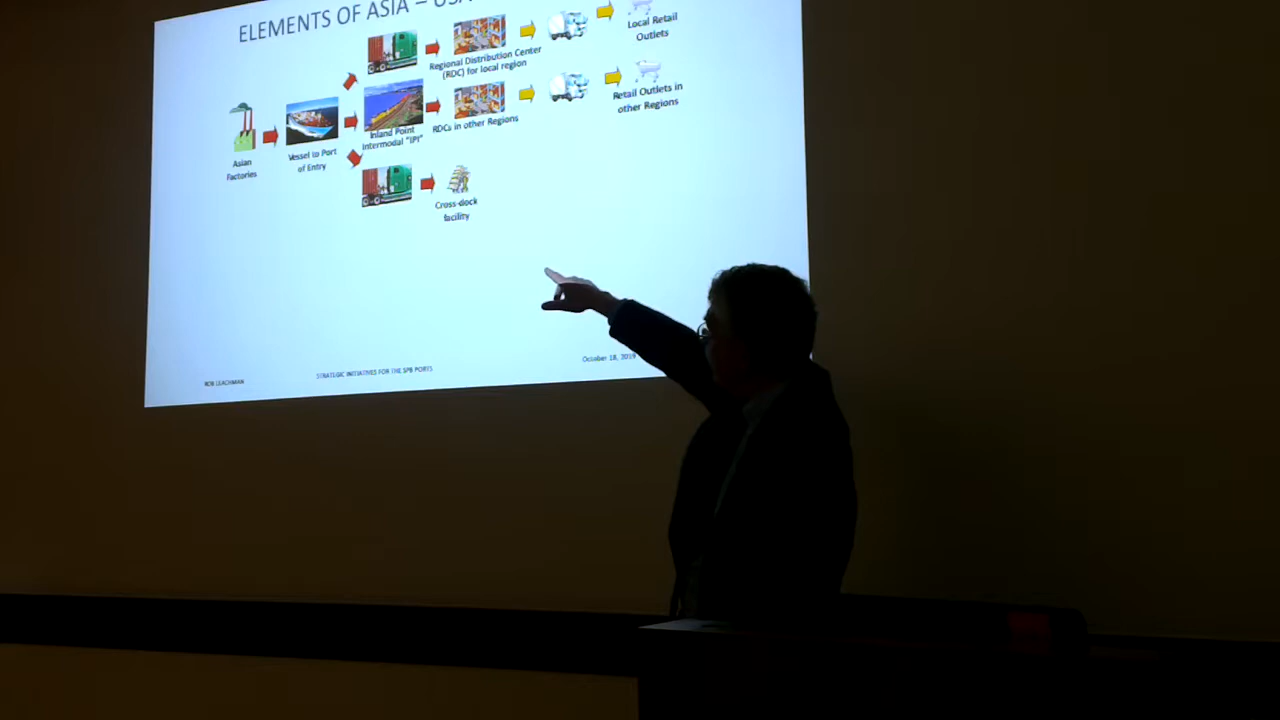 ELEMENTS OF ASIA – USA
Local Retail
Outlets
Regional Distribution Center
(RDC) for local region
Retail Outlets in
other Regions
RDCs in other Regions
Inland Point
Intermodal "IPI"
Vessel to Port
of Entry
Asian
Factories
Cross-dock
facility
October 18, 2019
STRATEGIC INITIATIVES FOR THE SPB PORTS
ROB LEACHMAN